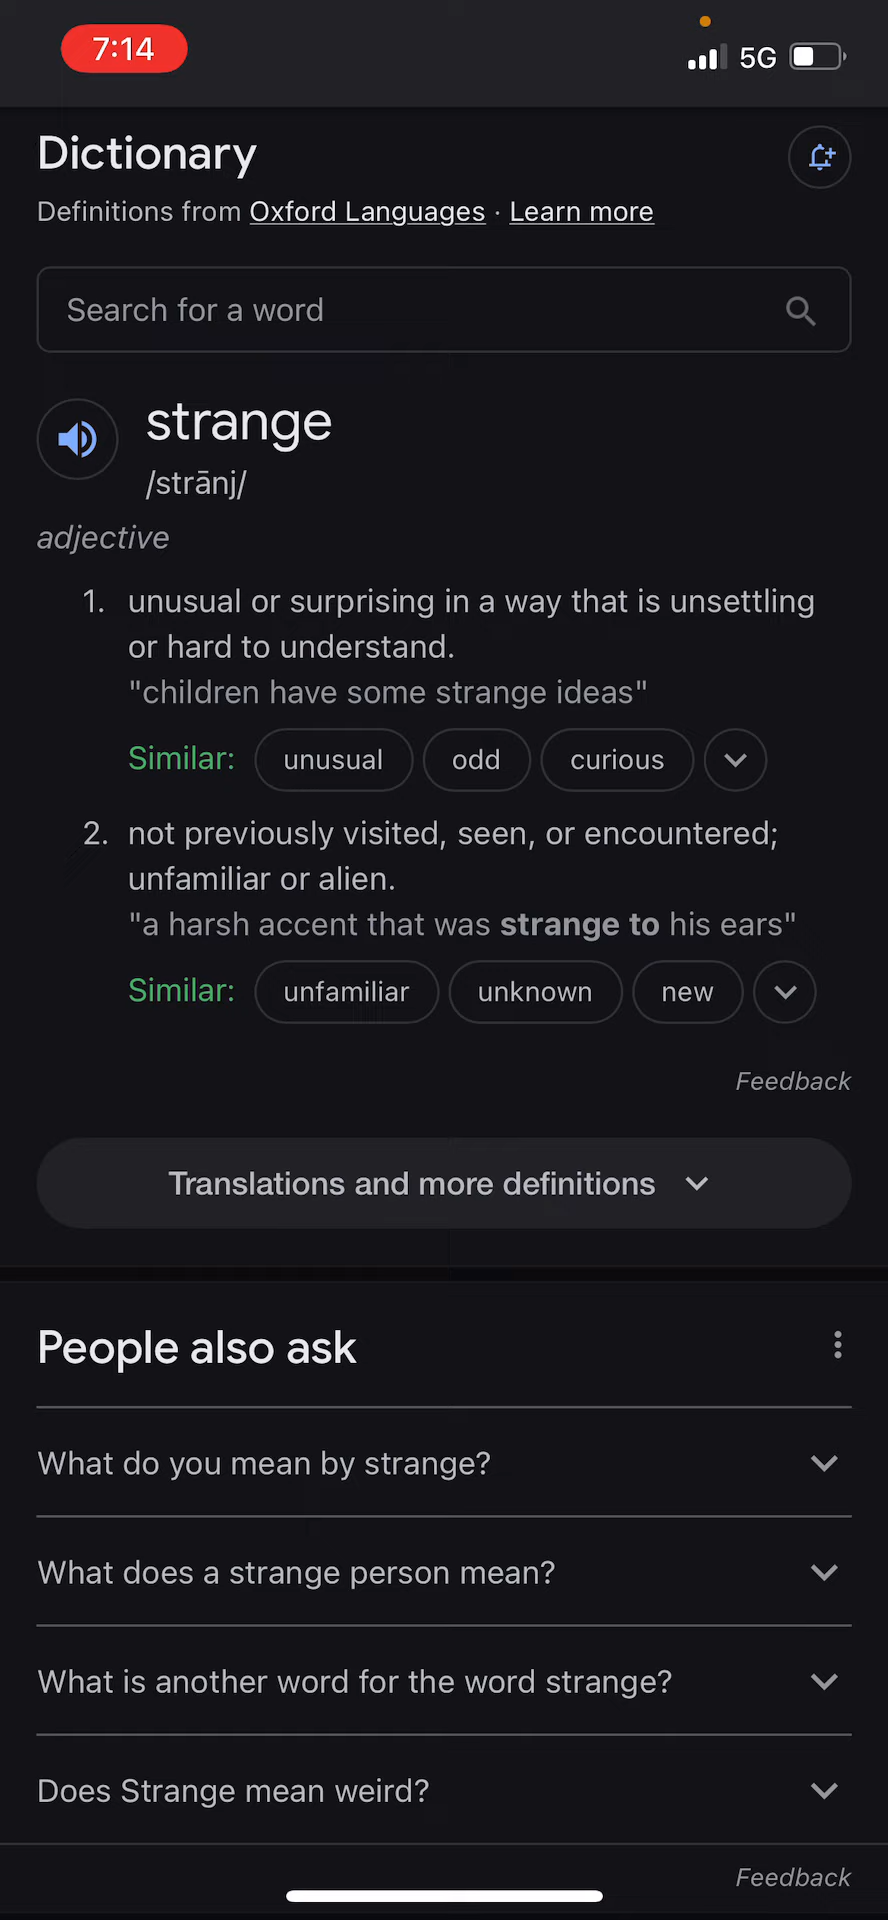 7:14
5G
Dictionary
Definitions from Oxford Languages · Learn more
Search for a word
strange
/strānj/
adjective
1. unusual or surprising in a way that is unsettling
or hard to understand.
"children have some strange ideas"
Similar: unusual odd curious
2. not previously visited, seen, or encountered;
unfamiliar or alien.
"a harsh accent that was strange to his ears"
Similar: unfamiliar unknown new
Feedback
Translations and more definitions
People also ask
What do you mean by strange?
What does a strange person mean?
What is another word for the word strange?
Does Strange mean weird?
Feedback